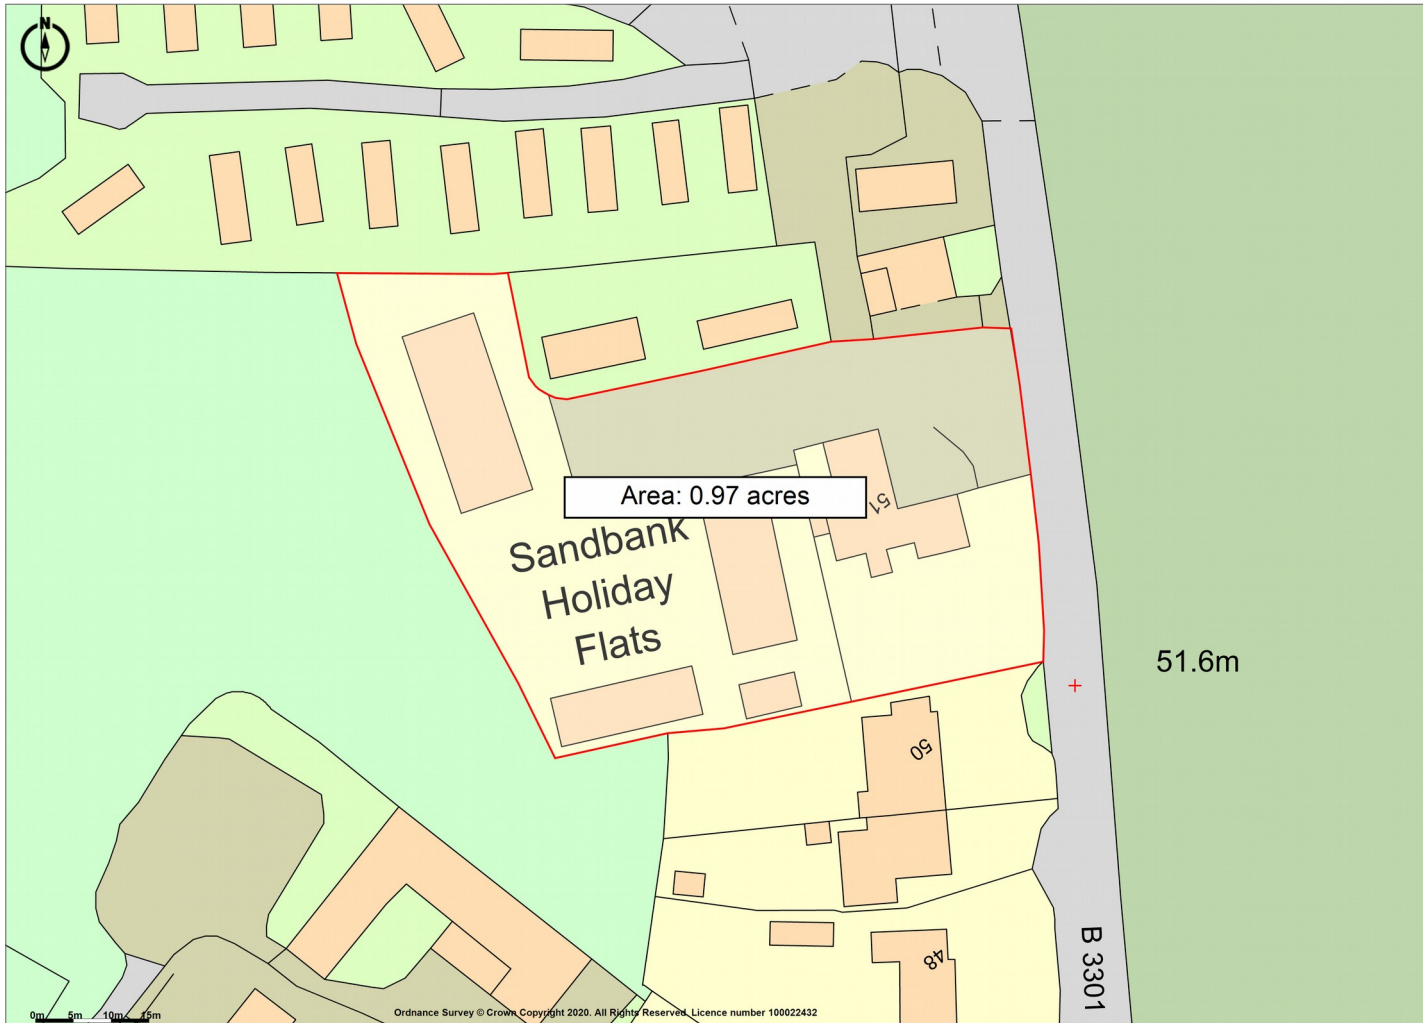 N
Area: 0.97 acres
51
Sandbank
Holiday
Flats
51.6m
50
48
B 3301
0m 5m 10m 15m
Ordnance Survey © Crown Copyright 2020. All Rights Reserved. Licence number 100022432